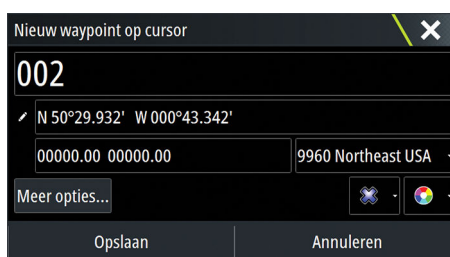 Nieuw waypoint op cursor
002
N 50°29.932' W 000°43.342'
00000.00 00000.00 9960 Northeast USA
Meer opties...
Opslaan Annuleren